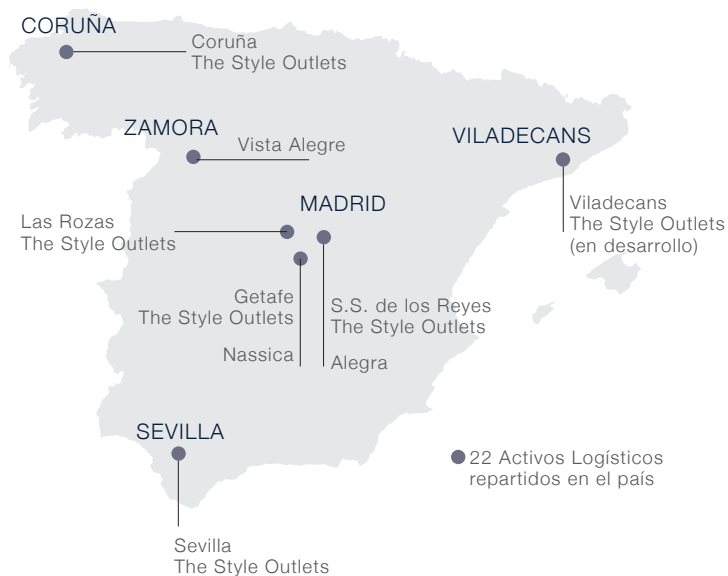 CORUÑA
Coruña
The Style Outlets
ZAMORA
Vista Alegre
VILADECANS
Viladecans
The Style Outlets
(en desarrollo)
MADRID
Las Rozas
The Style Outlets
Getafe
The Style Outlets
Nassica
S.S. de los Reyes
The Style Outlets
Alegra
SEVILLA
Sevilla
The Style Outlets
22 Activos Logísticos
repartidos en el país